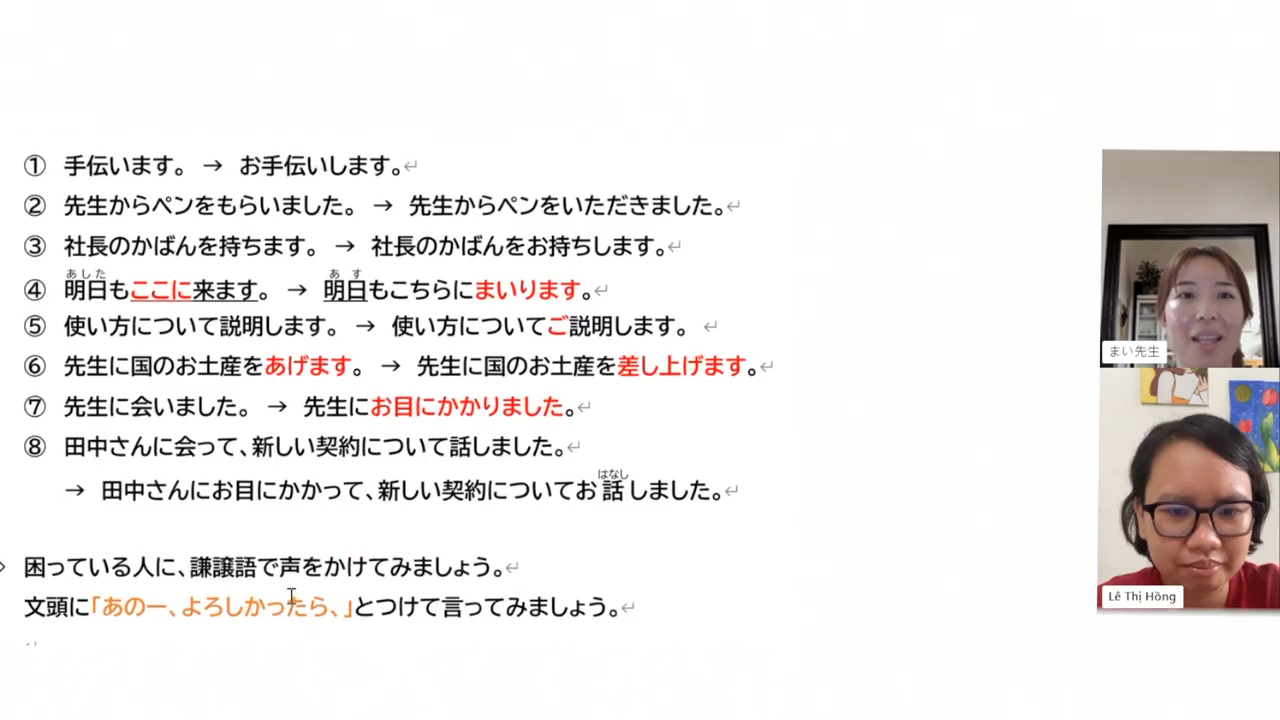 ① 手伝います。 → お手伝いします。↵
② 先生からペンをもらいました。 → 先生からペンをいただきました。↵
③ 社長のかばんを持ちます。 → 社長のかばんをお持ちします。↵
あした あす
④ 明日もここに来ます。 → 明日もこちらにまいります。↵
⑤ 使い方について説明します。 → 使い方についてご説明します。 ↵
⑥ 先生に国のお土産をあげます。 → 先生に国のお土産を差し上げます。↵
⑦ 先生に会いました。 → 先生にお目にかかりました。↵
⑧ 田中さんに会って、新しい契約について話しました。↵
はなし
→ 田中さんにお目にかかって、新しい契約についてお話しました。↵
困っている人に、謙譲語で声をかけてみましょう。↵
文頭に「あのー、よろしかったら、」とつけて言ってみましょう。↵
まい先生
Lê Thị Hồng